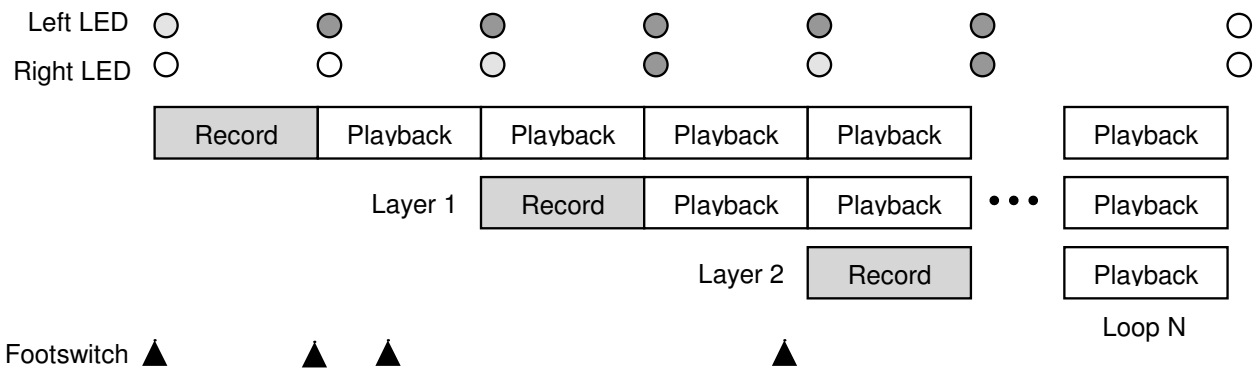 Left LED
Right LED
Record Playback Playback Playback Playback Playback
Layer 1 Record Playback Playback Playback
Layer 2 Record Playback
Loop N
Footswitch